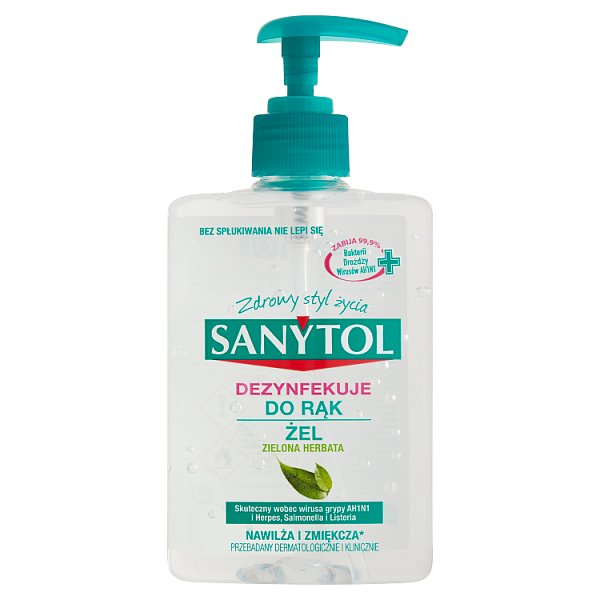 BEZ SPŁUKIWANIA NIE LEPI SIĘ
ZABIJA 99,9%
Bakterii
Drożdży
Wirusów AH1N1
Zdrowy styl życia
SANYTOL
DEZYNFEKUJE
DO RĄK
ŻEL
ZIELONA HERBATA
Skuteczny wobec wirusa grypy AH1N1
i Herpes, Salmonella i Listeria
NAWILŻA I ZMIĘKCZA*
PRZEBADANY DERMATOLOGICZNIE I KLINICZNIE